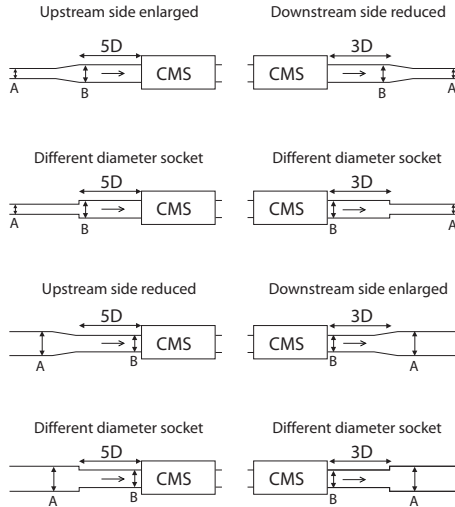 Upstream side enlarged
5D
CMS
A
B
Downstream side reduced
3D
CMS
B
A
Different diameter socket
5D
CMS
A
B
Different diameter socket
3D
CMS
B
A
Upstream side reduced
5D
CMS
A
B
Downstream side enlarged
3D
CMS
B
A
Different diameter socket
5D
CMS
A
B
Different diameter socket
3D
CMS
B
A